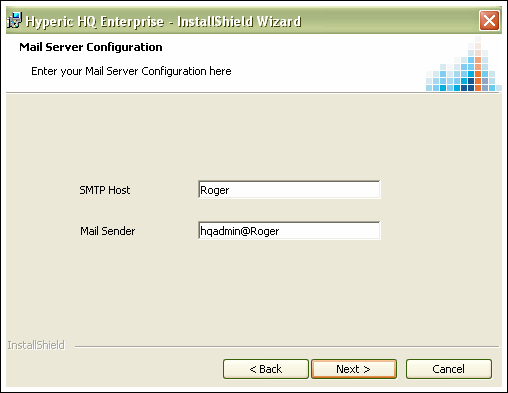 Hyperic HQ Enterprise - InstallShield Wizard
Mail Server Configuration
Enter your Mail Server Configuration here
SMTP Host Roger
Mail Sender hqadmin@Roger
InstallShield
< Back Next > Cancel